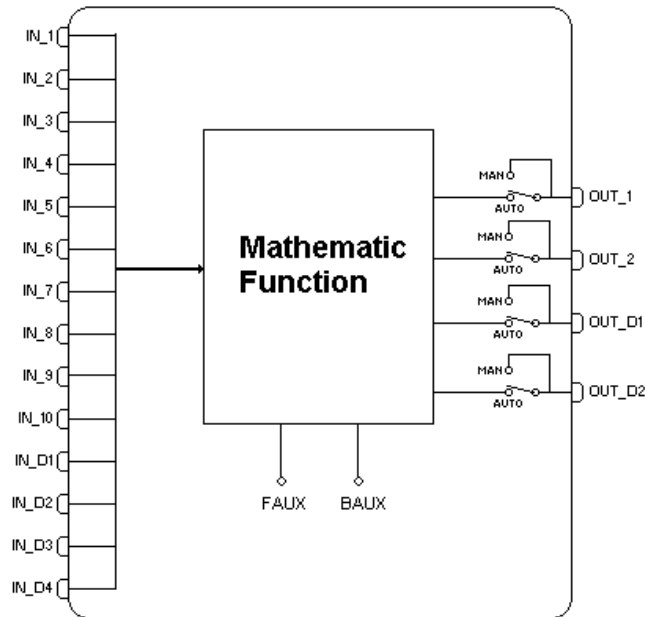 IN_1
IN_2
IN_3
IN_4
IN_5
IN_6
IN_7
IN_8
IN_9
IN_10
IN_D1
IN_D2
IN_D3
IN_D4
Mathematic
Function
FAUX BAUX
MAN
AUTO
OUT_1
MAN
AUTO
OUT_2
MAN
AUTO
OUT_D1
MAN
AUTO
OUT_D2